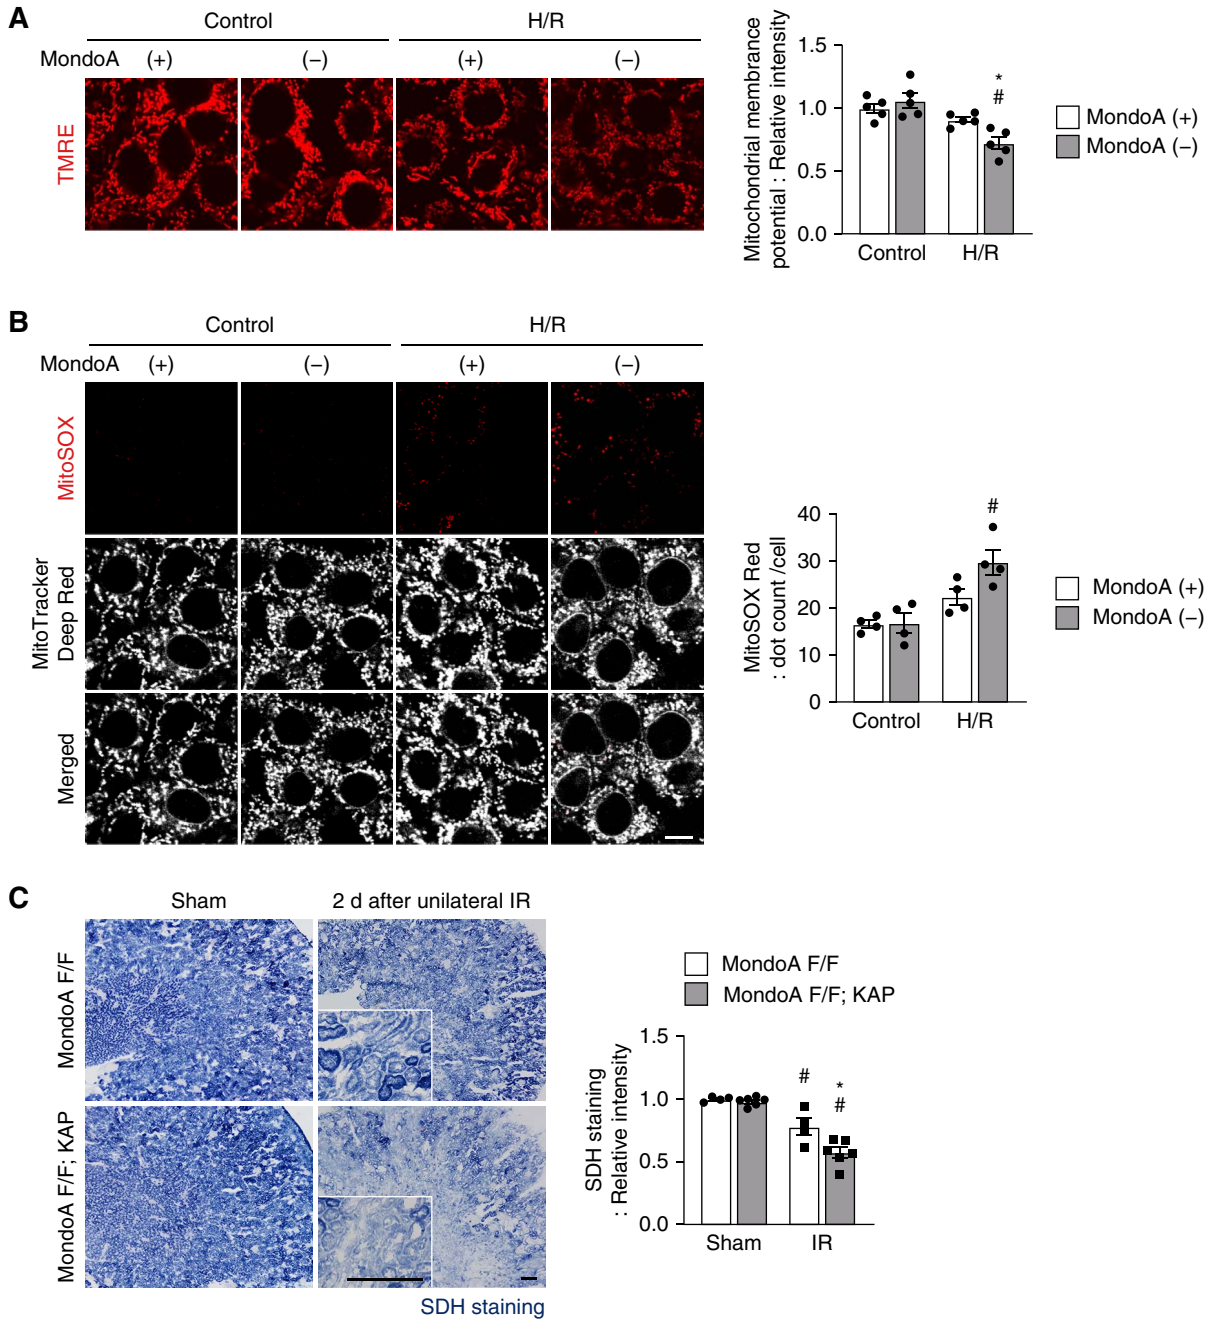 A
Control
H/R
MondoA (+) (−) (+) (−)
TMRE
Mitochondrial membrance
potential : Relative intensity
1.5
1.0
0.5
0.0
*
#
Control
H/R
MondoA (+)
MondoA (−)
B
Control
H/R
MondoA (+) (−) (+) (−)
MitoSOX
MitoTracker
Deep Red
Merged
MitoSOX Red
: dot count /cell
40
30
20
10
0
#
Control
H/R
MondoA (+)
MondoA (−)
C
Sham
2 d after unilateral IR
MondoA F/F
MondoA F/F; KAP
SDH staining
MondoA F/F
MondoA F/F; KAP
SDH staining
: Relative intensity
1.5
1.0
0.5
0.0
#
*
#
Sham
IR